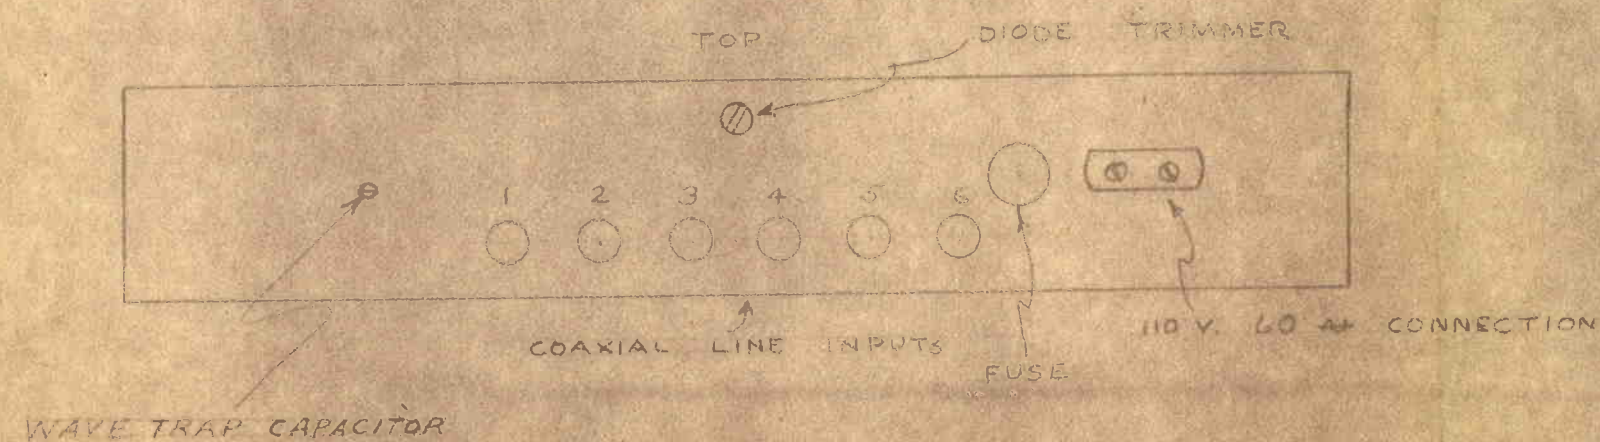 TOP
DIODE TRIMMER
1 2 3 4 5 6
COAXIAL LINE INPUTS
110 V. 60 ~ CONNECTION
FUSE
WAVE TRAP CAPACITOR